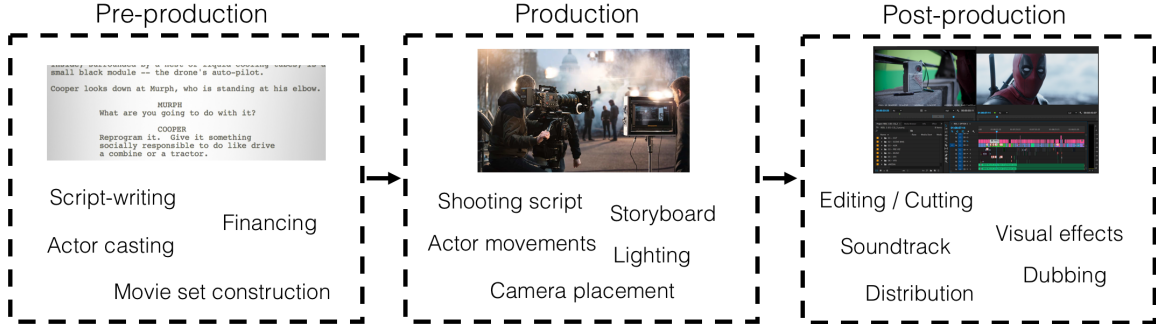 Pre-production
Production
Post-production
small black module -- the drone's auto-pilot.
Cooper looks down at Murph, who is standing at his elbow.
MURPH
What are you going to do with it?
COOPER
Reprogram it. Give it something
socially responsible to do like drive
a combine or a tractor.
Script-writing
Financing
Actor casting
Movie set construction
Shooting script
Storyboard
Actor movements
Lighting
Camera placement
Editing / Cutting
Visual effects
Soundtrack
Dubbing
Distribution